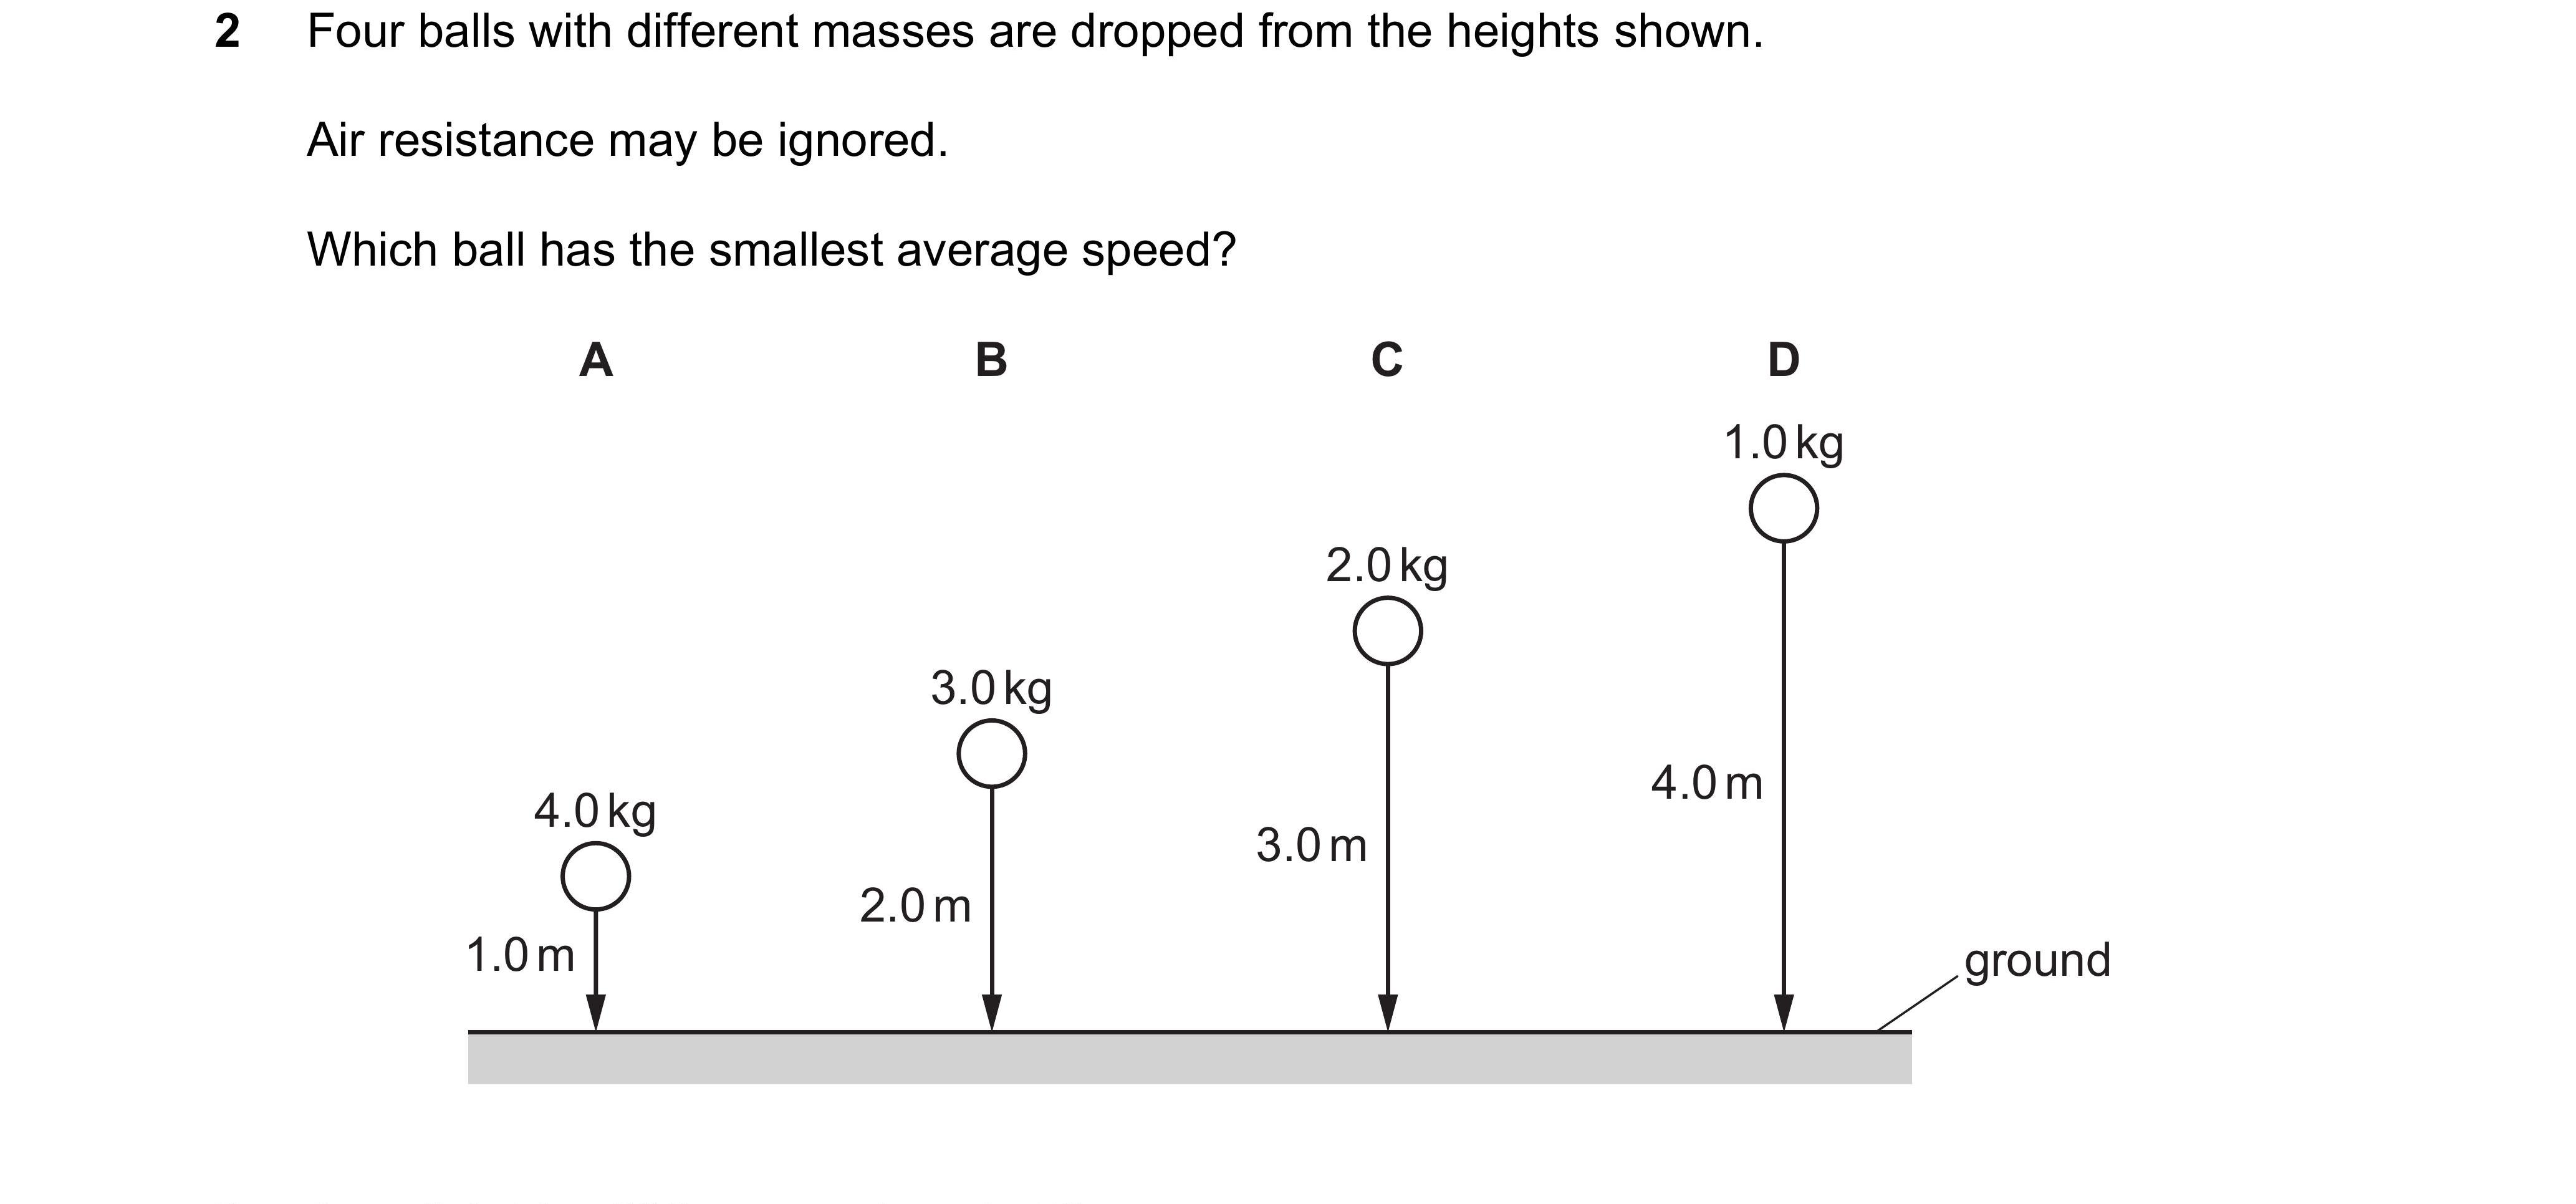 2 Four balls with different masses are dropped from the heights shown.
Air resistance may be ignored.
Which ball has the smallest average speed?
A B C D
1.0 kg
2.0 kg
3.0 kg
4.0 m
4.0 kg
3.0 m
2.0 m
1.0 m
ground